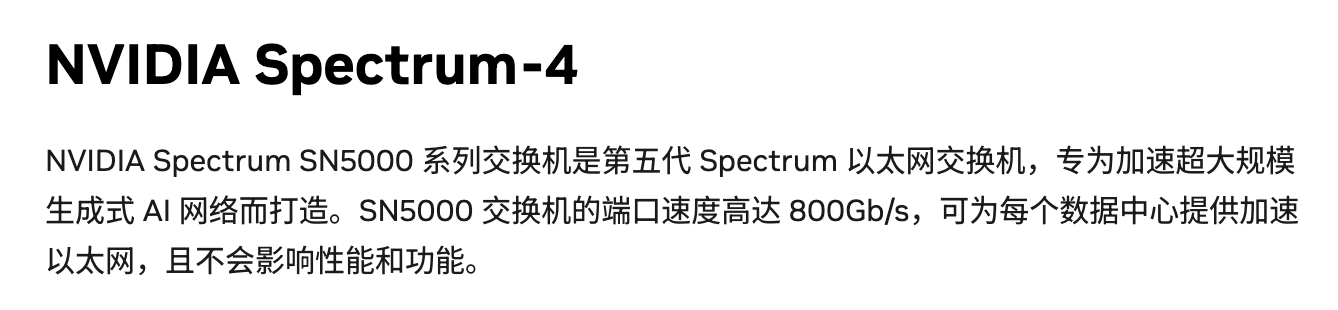 NVIDIA Spectrum-4
NVIDIA Spectrum SN5000 系列交换机是第五代 Spectrum 以太网交换机，专为加速超大规模
生成式 AI 网络而打造。SN5000 交换机的端口速度高达 800Gb/s，可为每个数据中心提供加速
以太网，且不会影响性能和功能。